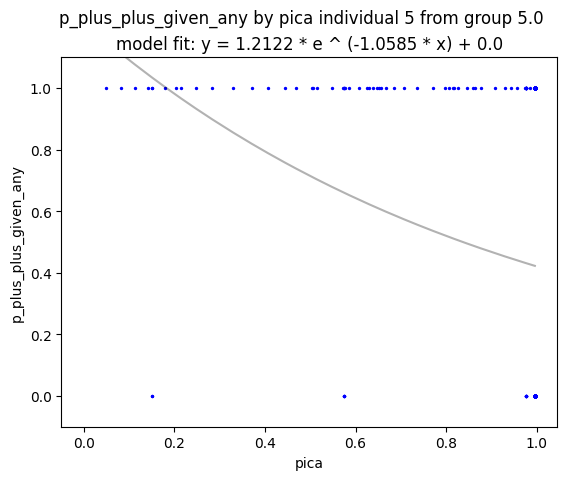 p_plus_plus_given_any by pica individual 5 from group 5.0
model fit: y = 1.2122 * e ^ (-1.0585 * x) + 0.0
1.0
0.8
0.6
0.4
0.2
0.0
p_plus_plus_given_any
0.0 0.2 0.4 0.6 0.8 1.0
pica